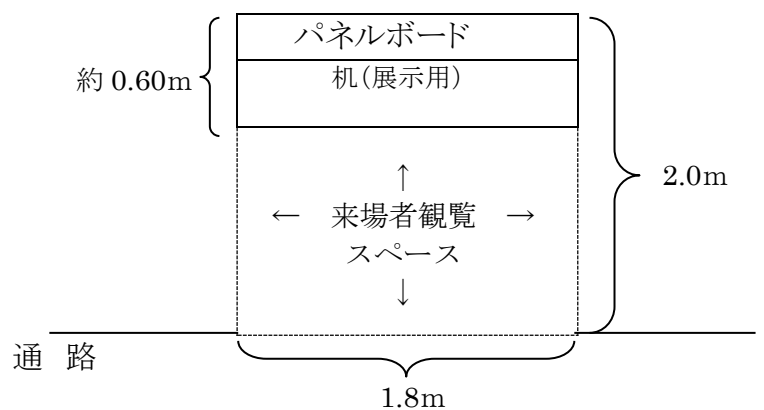 パネルボード
約 0.60m
机(展示用)
2.0m
↑
← 来場者観覧 →
スペース
↓
通 路
1.8m